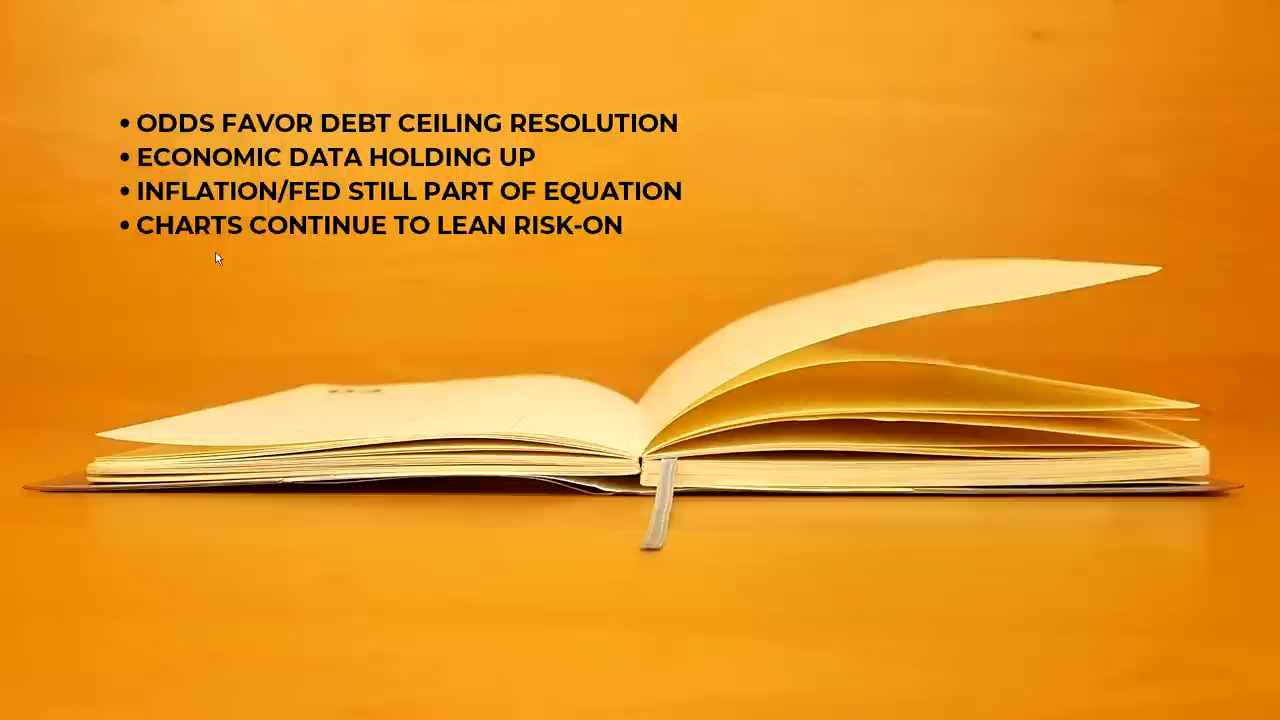 • ODDS FAVOR DEBT CEILING RESOLUTION
• ECONOMIC DATA HOLDING UP
• INFLATION/FED STILL PART OF EQUATION
• CHARTS CONTINUE TO LEAN RISK-ON